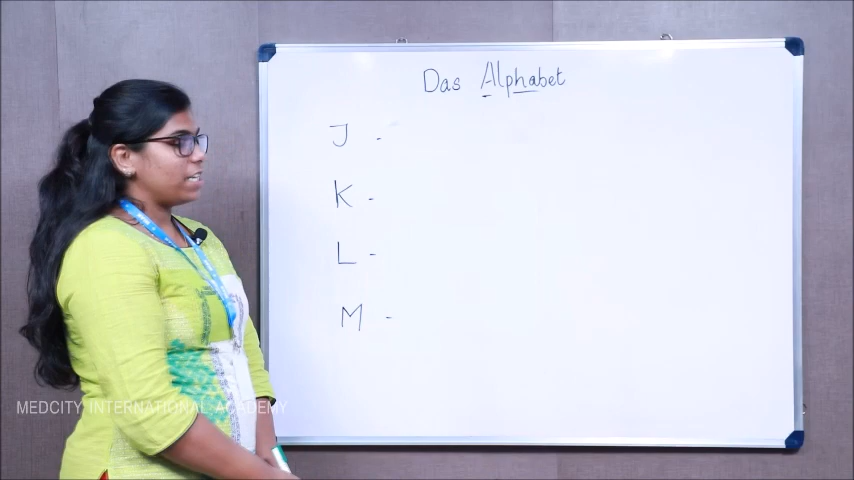 Das Alphabet
J -
K -
L -
M -
MEDCITY INTERNATIONAL ACADEMY